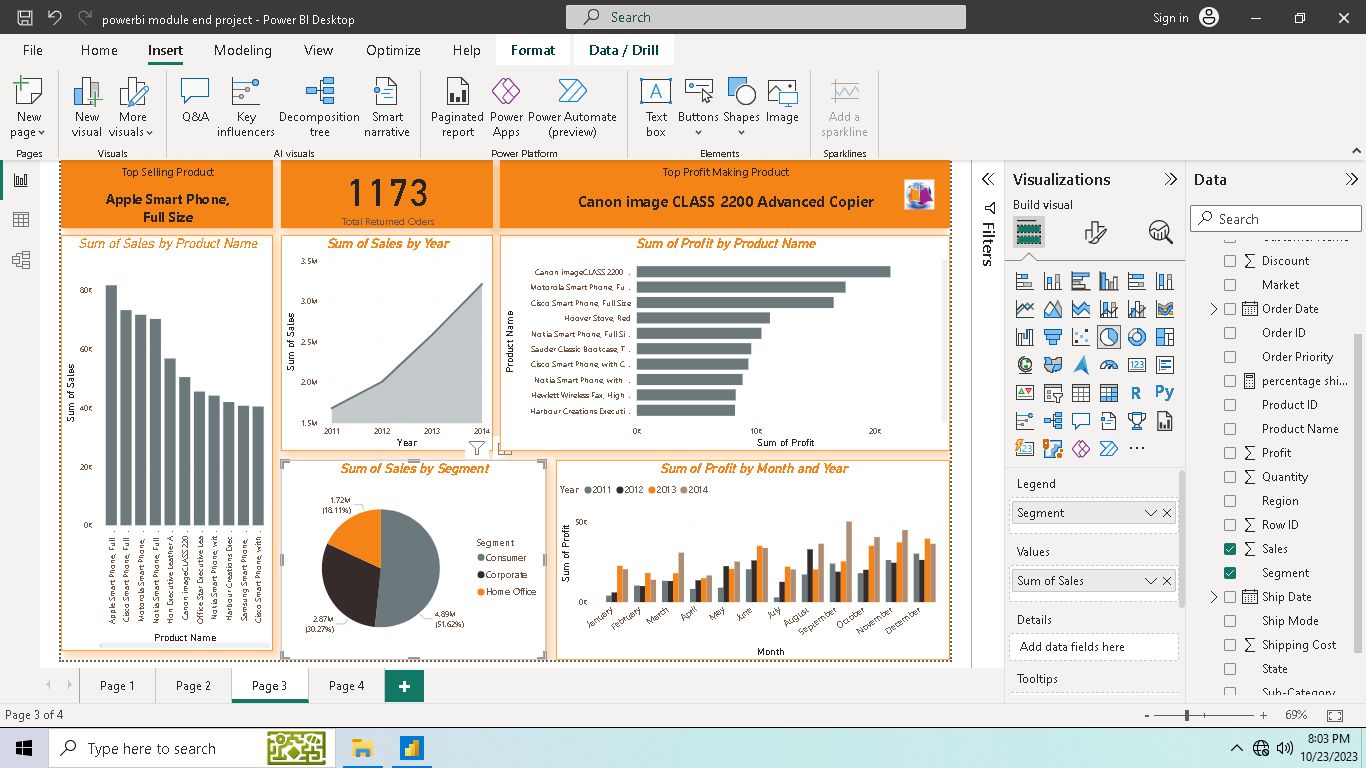 powerbi module end project - Power BI Desktop
Search
Sign in
File
Home
Insert
Modeling
View
Optimize
Help
Format
Data / Drill
New page
New visual
More visuals
Q&A
Key influencers
Decomposition tree
Smart narrative
Paginated report
Power Apps
Power Automate (preview)
Text box
Buttons
Shapes
Image
Add a sparkline
Pages
Visuals
AI visuals
Power Platform
Elements
Sparklines
Top Selling Product
Apple Smart Phone,
Full Size
1173
Total Returned Oders
Top Profit Making Product
Canon image CLASS 2200 Advanced Copier
Sum of Sales by Product Name
80K
60K
40K
20K
0K
Sum of Sales
Apple Smart Phone, Full ...
Cisco Smart Phone, Full...
Motorola Smart Phone, ...
Nokia Smart Phone, Full ...
Hon Executive Leather A...
Canon imageCLASS 220...
Office Star Executive Lea...
Nokia Smart Phone, wit...
Harbour Creations Exec...
Samsung Smart Phone, ...
Cisco Smart Phone, with ...
Product Name
Sum of Sales by Year
3.5M
3.0M
2.5M
2.0M
1.5M
Sum of Sales
2011
2012
2013
2014
Year
Sum of Profit by Product Name
Product Name
Canon imageCLASS 2200 ...
Motorola Smart Phone, Fu...
Cisco Smart Phone, Full Size
Hoover Stove, Red
Nokia Smart Phone, Full Si...
Sauder Classic Bookcase, T...
Cisco Smart Phone, with C...
Nokia Smart Phone, with ...
Hewlett Wireless Fax, High ...
Harbour Creations Executi...
0K
10K
20K
Sum of Profit
Sum of Sales by Segment
1.72M
(18.11%)
2.87M
(30.27%)
4.89M
(51.62%)
Segment
Consumer
Corporate
Home Office
Sum of Profit by Month and Year
Year
2011
2012
2013
2014
50K
0K
Sum of Profit
January
February
March
April
May
June
July
August
September
October
November
December
Month
Filters
Visualizations
Build visual
123
R
Py
123
...
Legend
Segment
Values
Sum of Sales
Details
Add data fields here
Tooltips
Data
Search
Customer Name
Discount
Market
Order Date
Order ID
Order Priority
percentage shi...
Product ID
Product Name
Profit
Quantity
Region
Row ID
Sales
Segment
Ship Date
Ship Mode
Shipping Cost
State
Sub-Category
Page 1
Page 2
Page 3
Page 4
+
Page 3 of 4
- + 69%
Type here to search
8:03 PM
10/23/2023